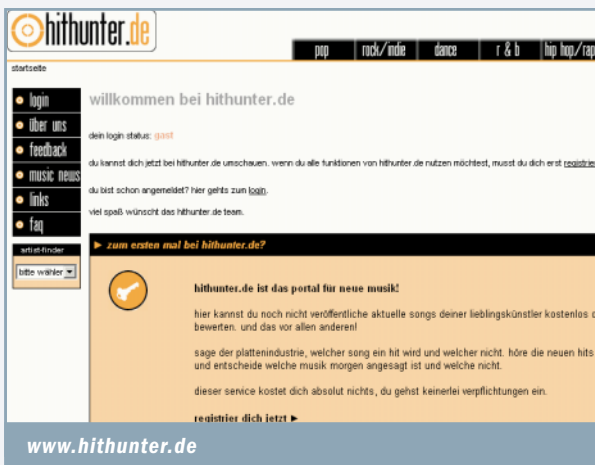 hithunter.de
pop rock/indie dance r & b hip hop/rap
startseite
login
über uns
feedback
music news
links
faq
artist-finder
bitte wähler
willkommen bei hithunter.de
dein login status: gast
du kannst dich jetzt bei hithunter.de umschauen. wenn du alle funktionen von hithunter.de nutzen möchtest, musst du dich erst registrier
du bist schon angemeldet? hier gehts zum login.
viel spaß wünscht das hithunter.de team.
► zum ersten mal bei hithunter.de?
hithunter.de ist das portal für neue musik!
hier kannst du noch nicht veröffentliche aktuelle songs deiner lieblingskünstler kostenlos
bewerten. und das vor allen anderen!
sage der plattenindustrie, welcher song ein hit wird und welcher nicht. höre die neuen hits
und entscheide welche musik morgen angesagt ist und welche nicht.
dieser service kostet dich absolut nichts, du gehst keinerlei verpflichtungen ein.
registrier dich jetzt ►
www.hithunter.de